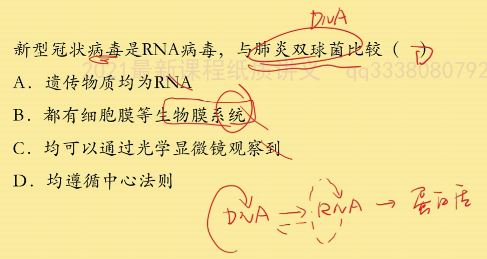 DNA
新型冠状病毒是RNA病毒，与肺炎双球菌比较（ D ）
2021最新课程纸质讲义 qq3338080792
A．遗传物质均为RNA
B．都有细胞膜等生物膜系统
C．均可以通过光学显微镜观察到
D．均遵循中心法则
DNA → RNA → 蛋白质